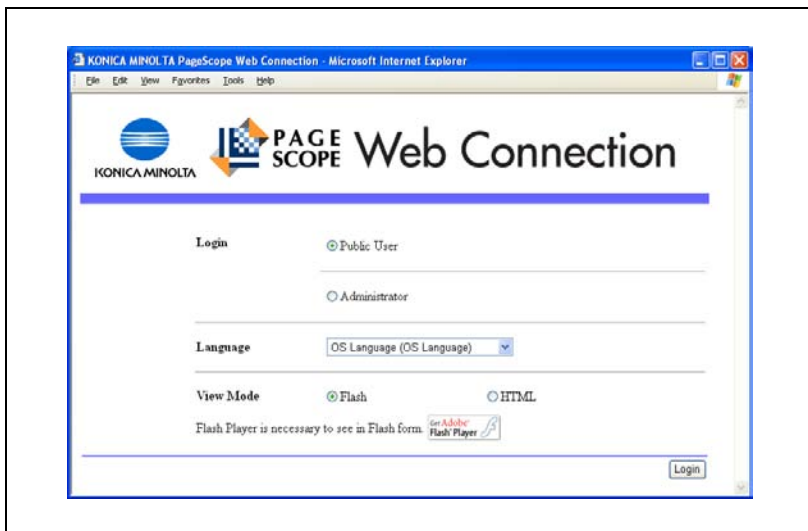 KONICA MINOLTA PageScope Web Connection - Microsoft Internet Explorer
File Edit View Favorites Tools Help
KONICA MINOLTA
PAGE SCOPE Web Connection
Login
Public User
Administrator
Language
OS Language (OS Language)
View Mode
Flash
HTML
Flash Player is necessary to see in Flash form.
Get Adobe
Flash Player
Login